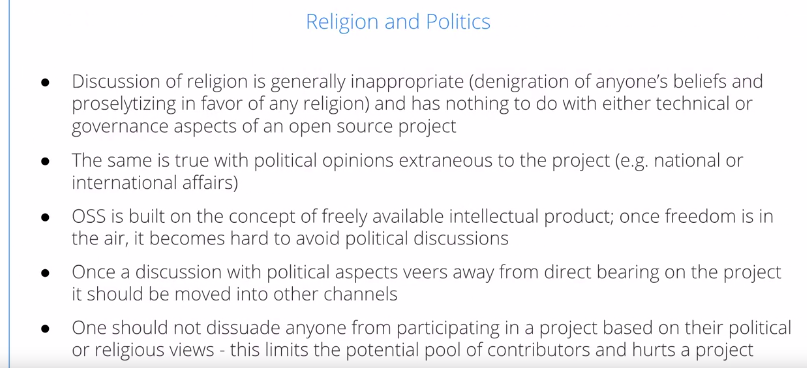 Religion and Politics
● Discussion of religion is generally inappropriate (denigration of anyone's beliefs and
proselytizing in favor of any religion) and has nothing to do with either technical or
governance aspects of an open source project
● The same is true with political opinions extraneous to the project (e.g. national or
international affairs)
● OSS is built on the concept of freely available intellectual product; once freedom is in
the air, it becomes hard to avoid political discussions
● Once a discussion with political aspects veers away from direct bearing on the project
it should be moved into other channels
● One should not dissuade anyone from participating in a project based on their political
or religious views - this limits the potential pool of contributors and hurts a project